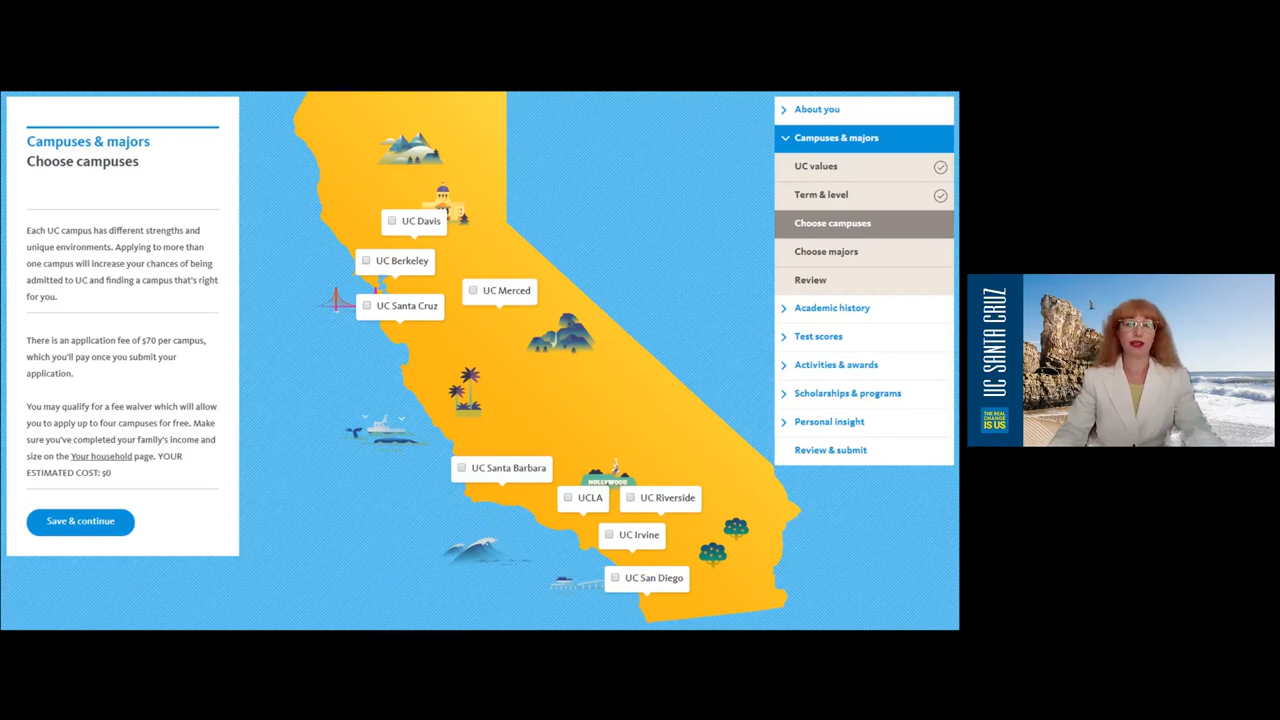 Campuses & majors
Choose campuses
Each UC campus has different strengths and
unique environments. Applying to more than
one campus will increase your chances of being
admitted to UC and finding a campus that's right
for you.
There is an application fee of $70 per campus,
which you'll pay once you submit your
application.
You may qualify for a fee waiver which will allow
you to apply up to four campuses for free. Make
sure you've completed your family's income and
size on the Your household page. YOUR
ESTIMATED COST: $0
Save & continue
UC Davis
UC Berkeley
UC Merced
UC Santa Cruz
UC Santa Barbara
HOLLYWOOD
UCLA
UC Riverside
UC Irvine
UC San Diego
About you
Campuses & majors
UC values
Term & level
Choose campuses
Choose majors
Review
Academic history
Test scores
Activities & awards
Scholarships & programs
Personal insight
Review & submit
UC SANTA CRUZ
THE REAL
CHANGE
IS US